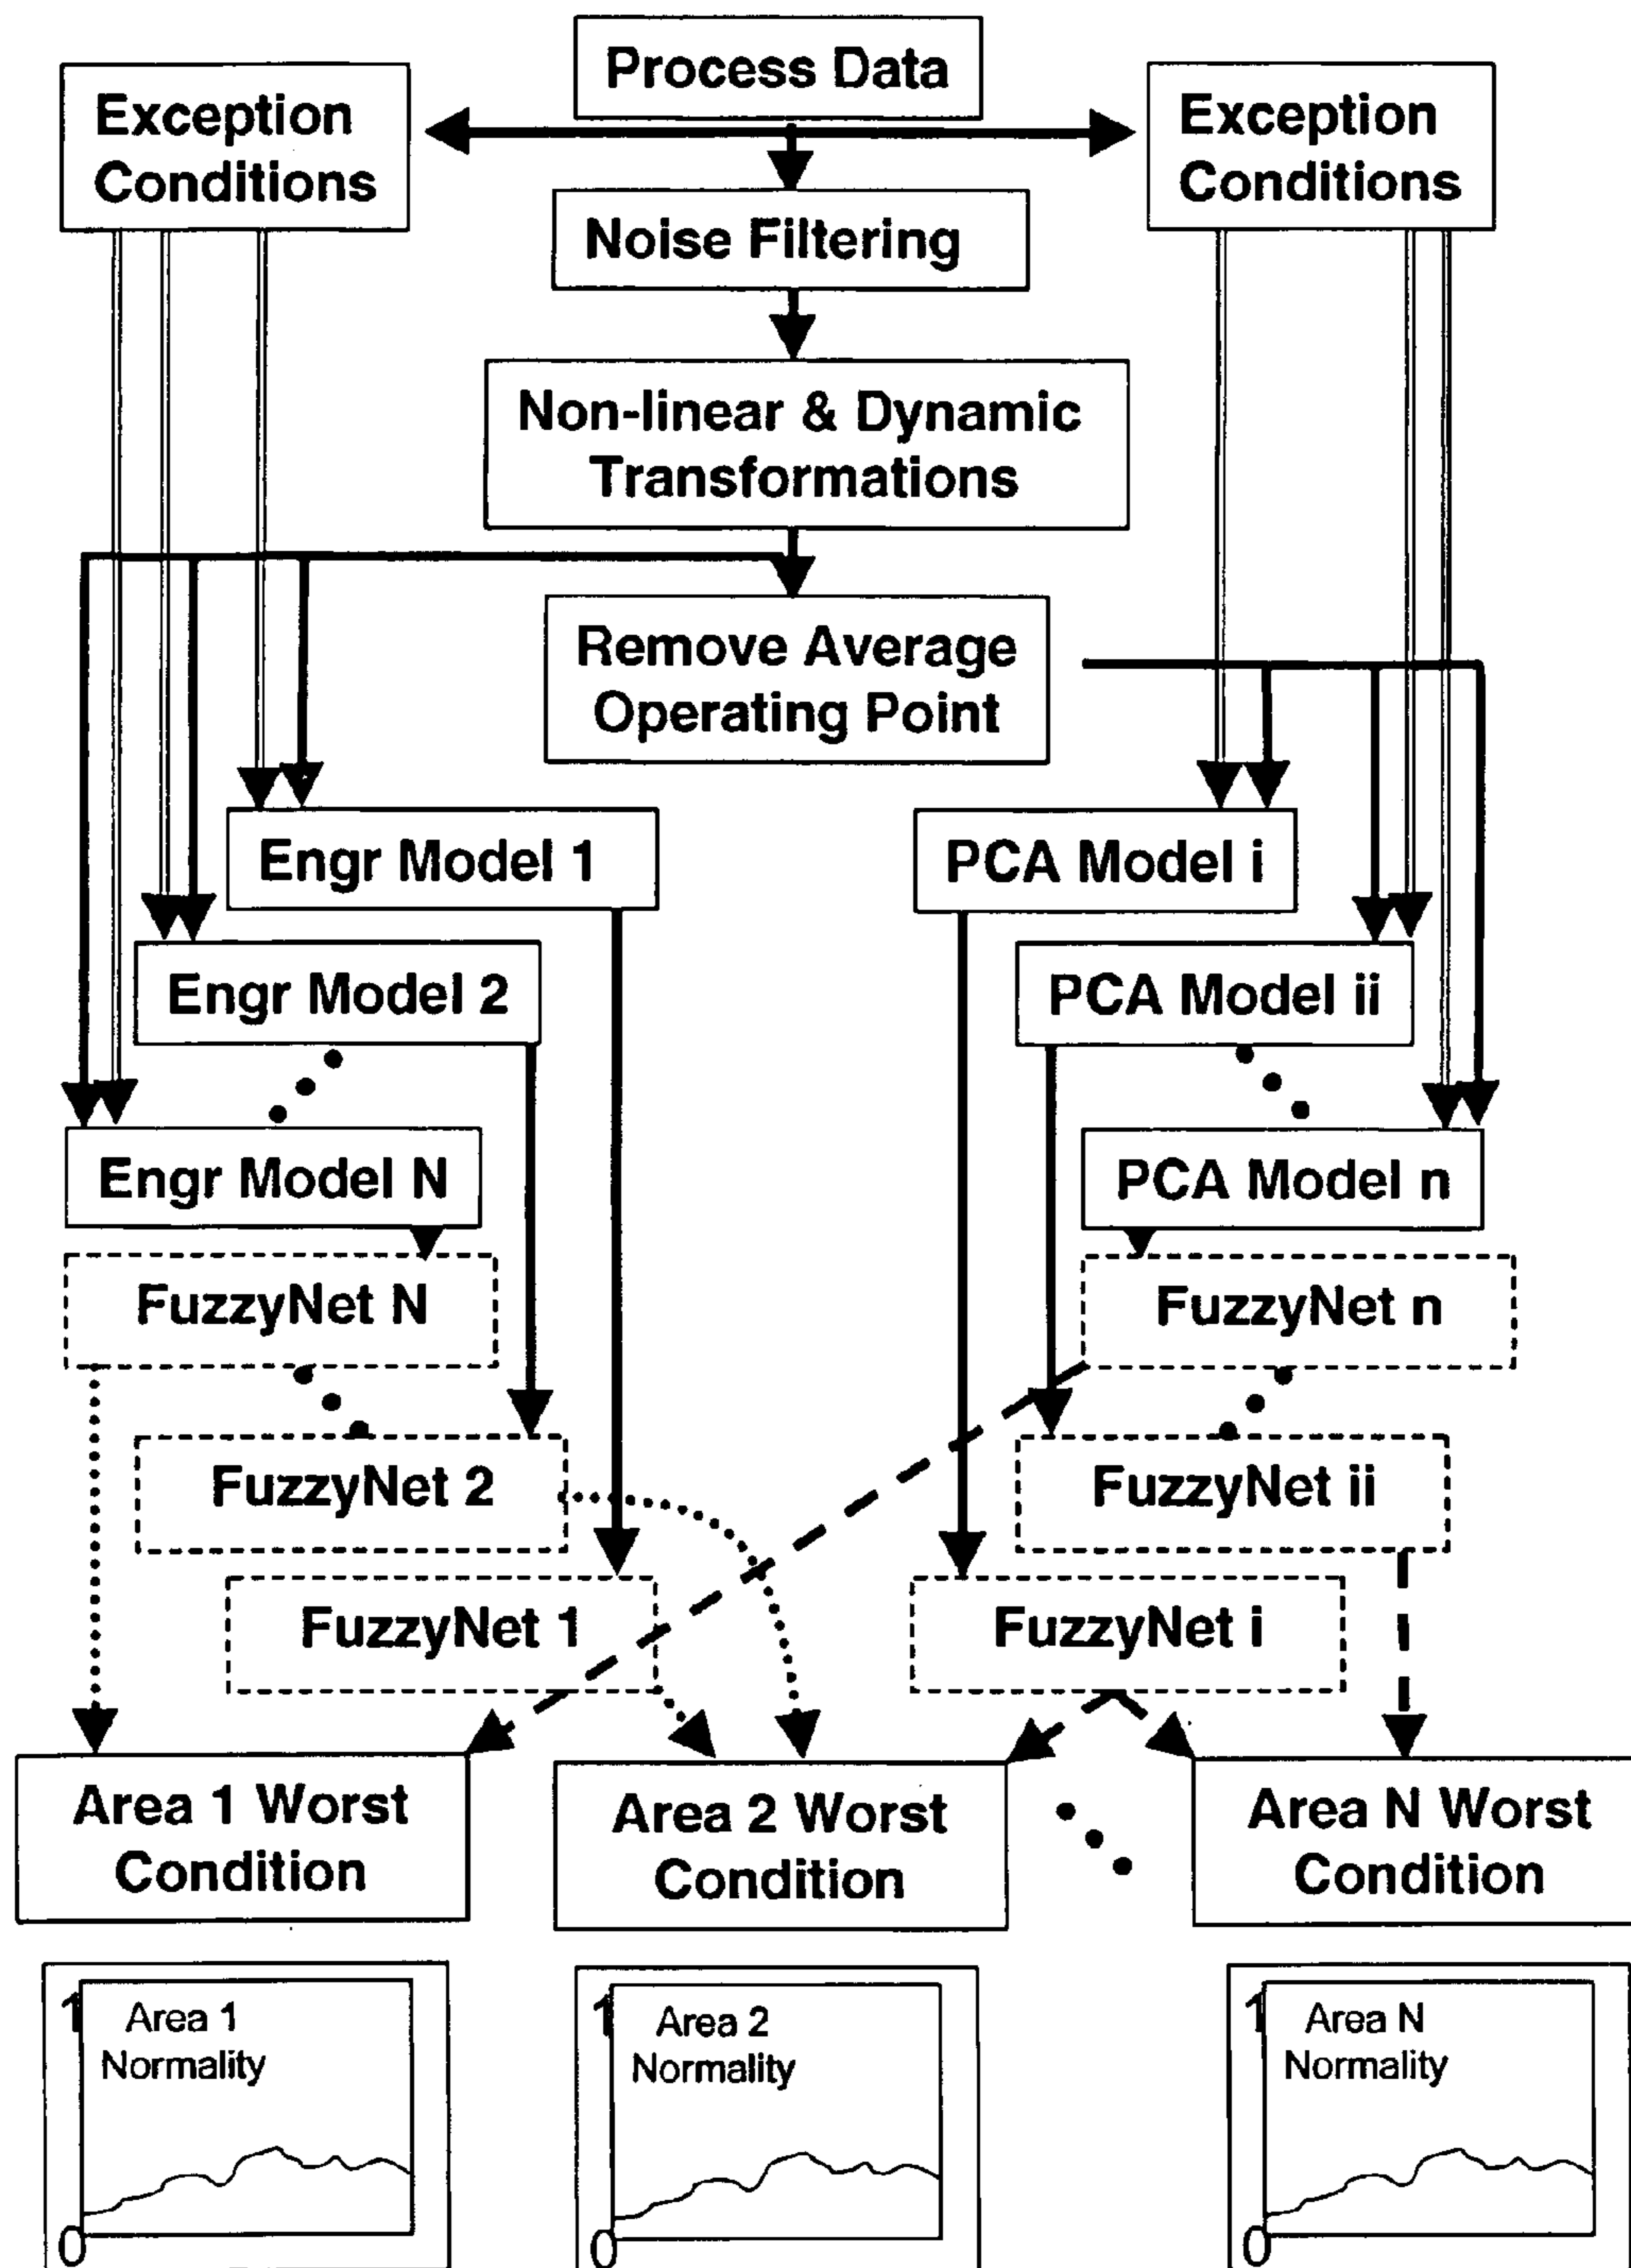 Process Data
Exception
Conditions
Exception
Conditions
Noise Filtering
Non-linear & Dynamic
Transformations
Remove Average
Operating Point
Engr Model 1
PCA Model i
Engr Model 2
PCA Model ii
Engr Model N
PCA Model n
FuzzyNet N
FuzzyNet n
FuzzyNet 2
FuzzyNet ii
FuzzyNet 1
FuzzyNet i
Area 1 Worst
Condition
Area 2 Worst
Condition
Area N Worst
Condition
1
Area 1
Normality
0
1
Area 2
Normality
0
1
Area N
Normality
0